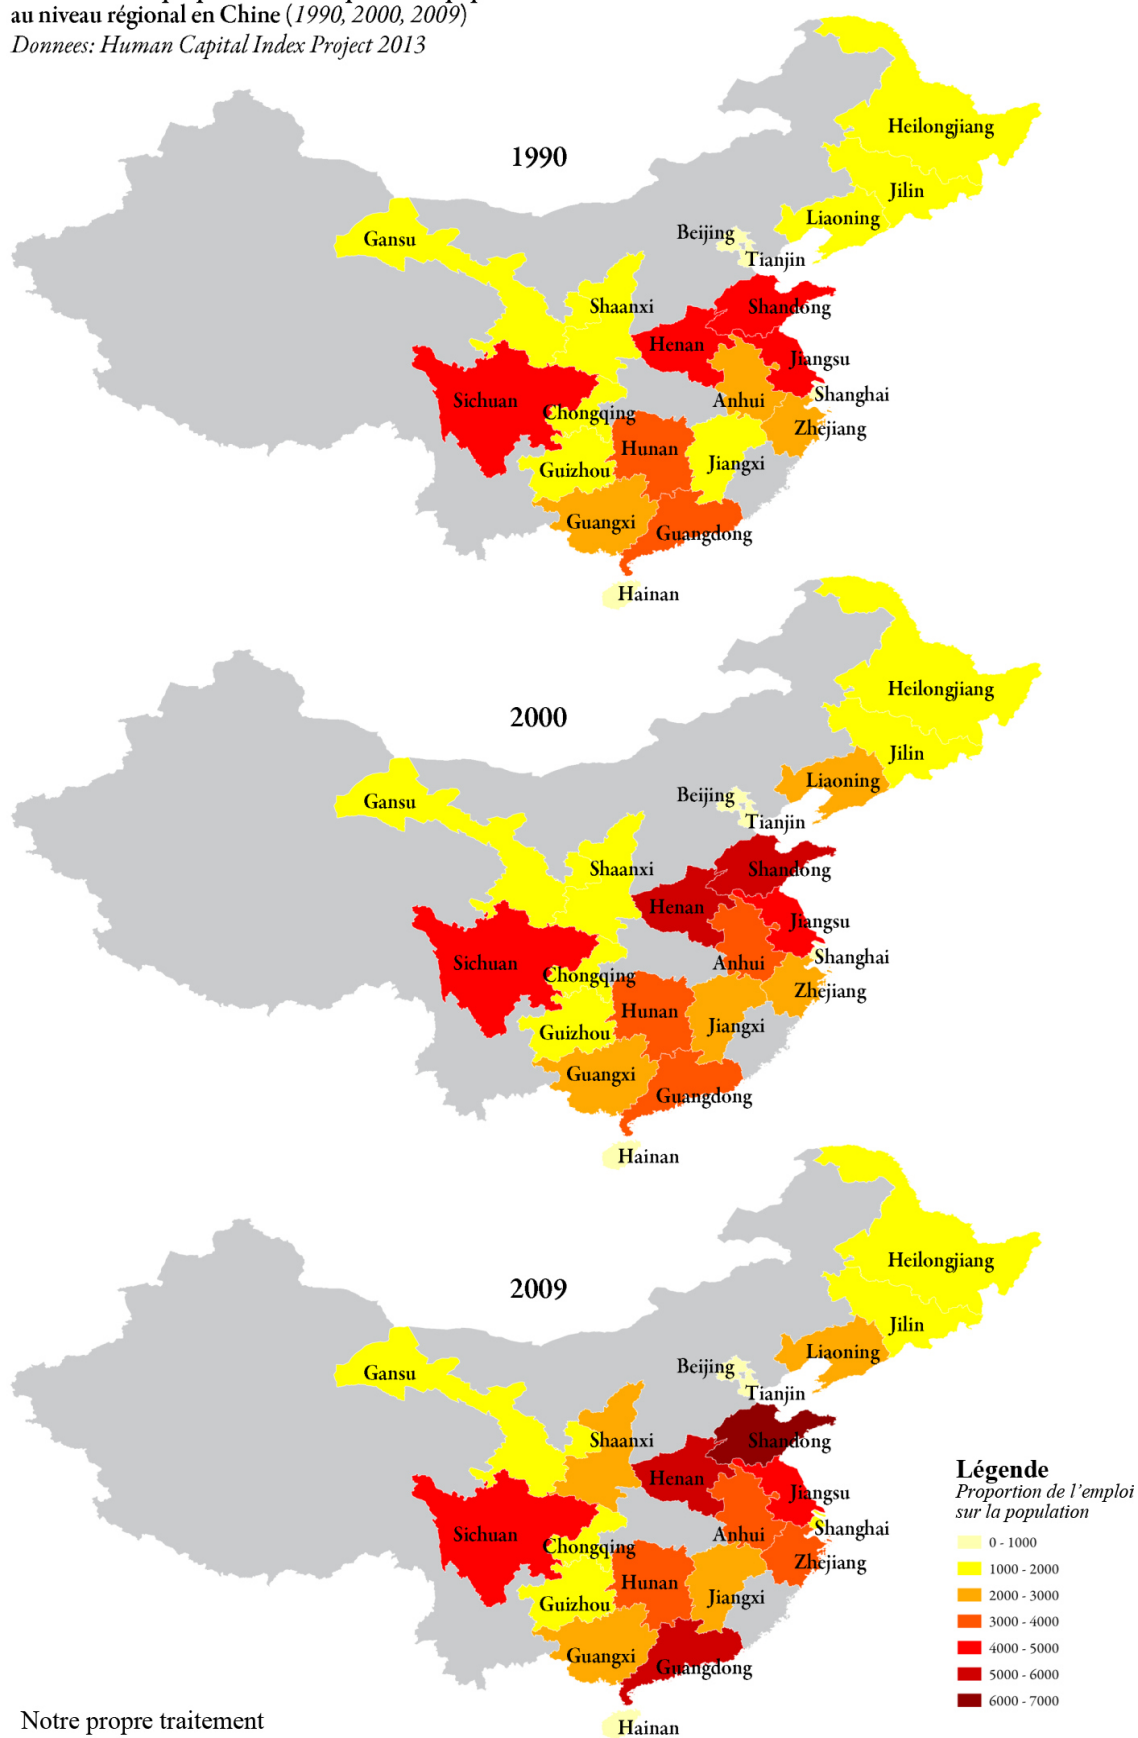 au niveau régional en Chine (1990, 2000, 2009)
Donnees: Human Capital Index Project 2013
1990
Heilongjiang
Jilin
Liaoning
Beijing
Tianjin
Gansu
Shaanxi
Shandong
Henan
Jiangsu
Sichuan
Anhui
Shanghai
Chongqing
Zhejiang
Hunan
Jiangxi
Guizhou
Guangxi
Guangdong
Hainan
2000
Heilongjiang
Jilin
Liaoning
Beijing
Tianjin
Gansu
Shaanxi
Shandong
Henan
Jiangsu
Sichuan
Anhui
Shanghai
Chongqing
Zhejiang
Hunan
Jiangxi
Guizhou
Guangxi
Guangdong
Hainan
2009
Heilongjiang
Jilin
Liaoning
Beijing
Tianjin
Gansu
Shaanxi
Shandong
Henan
Jiangsu
Sichuan
Anhui
Shanghai
Chongqing
Zhejiang
Hunan
Jiangxi
Guizhou
Guangxi
Guangdong
Hainan
Légende
Proportion de l'emploi
sur la population
0 - 1000
1000 - 2000
2000 - 3000
3000 - 4000
4000 - 5000
5000 - 6000
6000 - 7000
Notre propre traitement